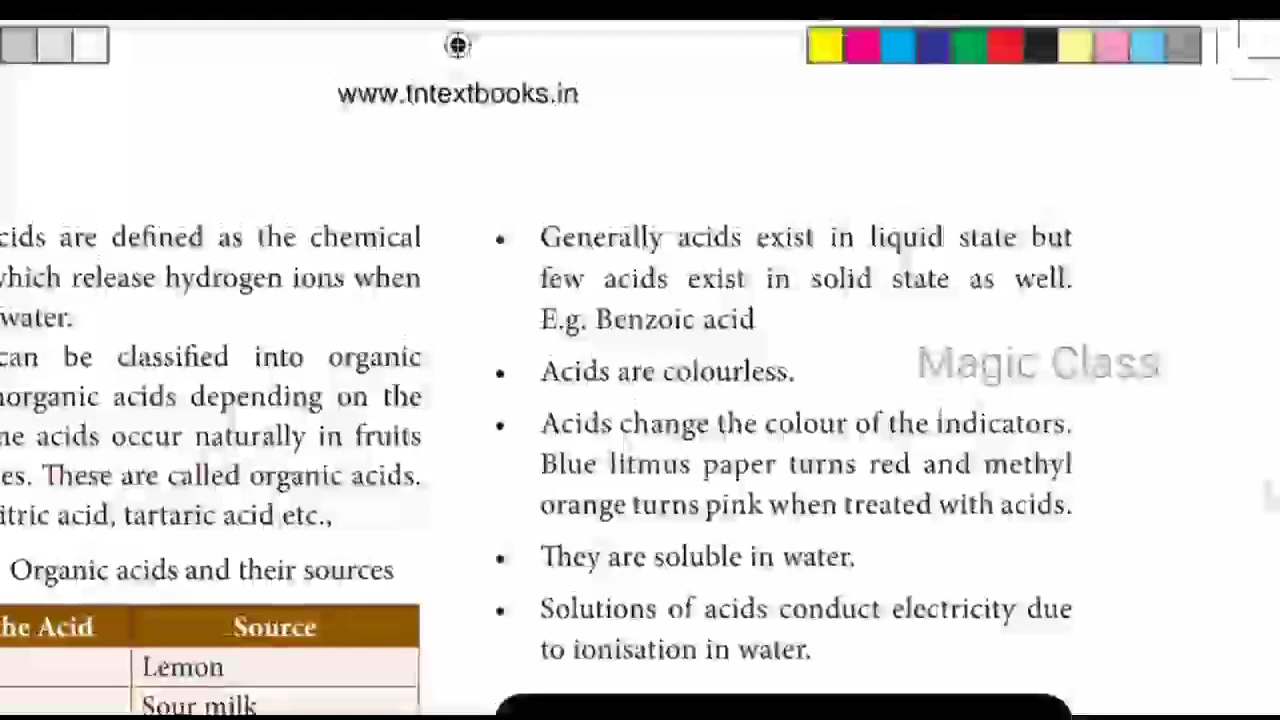 www.tntextbooks.in
cids are defined as the chemical
which release hydrogen ions when
water.
can be classified into organic
norganic acids depending on the
ne acids occur naturally in fruits
es. These are called organic acids.
itric acid, tartaric acid etc.,
Organic acids and their sources
he Acid Source
Lemon
Sour milk
• Generally acids exist in liquid state but
few acids exist in solid state as well.
E.g. Benzoic acid
• Acids are colourless.
• Acids change the colour of the indicators.
Blue litmus paper turns red and methyl
orange turns pink when treated with acids.
• They are soluble in water.
• Solutions of acids conduct electricity due
to ionisation in water.
Magic Class